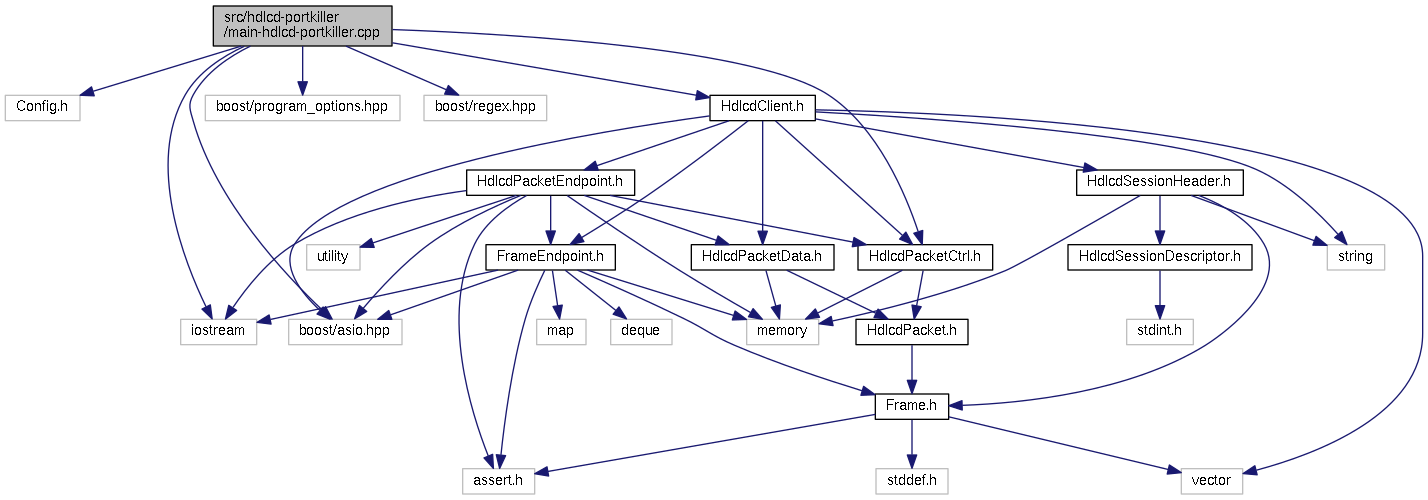 src/hdlcd-portkiller
/main-hdlcd-portkiller.cpp
Config.h
boost/program_options.hpp
boost/regex.hpp
HdlcdClient.h
HdlcdPacketEndpoint.h
HdlcdSessionHeader.h
utility
FrameEndpoint.h
HdlcdPacketData.h
HdlcdPacketCtrl.h
HdlcdSessionDescriptor.h
string
iostream
boost/asio.hpp
map
deque
memory
HdlcdPacket.h
stdint.h
Frame.h
assert.h
stddef.h
vector